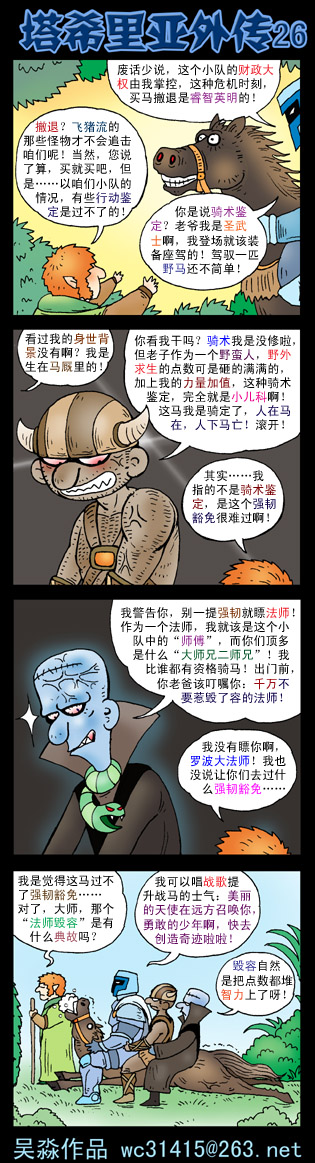 塔希里亚外传26
废话少说，这个小队的财政大
权由我掌控，这种危机时刻，
买马撤退是睿智英明的！
撤退？飞猪流的
那些怪物才不会追击
咱们呢！当然，您说
了算，买就买吧，但
是……以咱们小队的
情况，有些行动鉴
定是过不了的！
你是说骑术鉴
定？老爷我是圣武
士啊，我登场就该装
备座驾的！驾驭一匹
野马还不简单！
看过我的身世背
景没有啊？我是
生在马厩里的！
你看我干吗？骑术我是没修啦，
但老子作为一个野蛮人，野外
求生的点数可是砸的满满的，
加上我的力量加值，这种骑术
鉴定，完全就是小儿科啊！
这马我是骑定了，人在马
在，人下马亡！滚开！
其实……我
指的不是骑术鉴
定，是这个强韧
豁免很难过啊！
我警告你，别一提强韧就瞟法师！
作为一个法师，我就该是这个小
队中的“师傅”，而你们顶多
是什么“大师兄二师兄”！我
比谁都有资格骑马！出门前，
你老爸该叮嘱你：千万不
要惹毁了容的法师！
我没有瞟你啊，
罗波大法师！我也
没说让你们去过什
么强韧豁免……
我是觉得这马过不
了强韧豁免……
对了，大师，那个
“法师毁容”是有
什么典故吗？
我可以唱战歌提
升战马的士气：美丽
的天使在远方召唤你，
勇敢的少年啊，快去
创造奇迹啦啦！
毁容自然
是把点数都堆
智力上了呀！
吴淼作品 wc31415@263.net